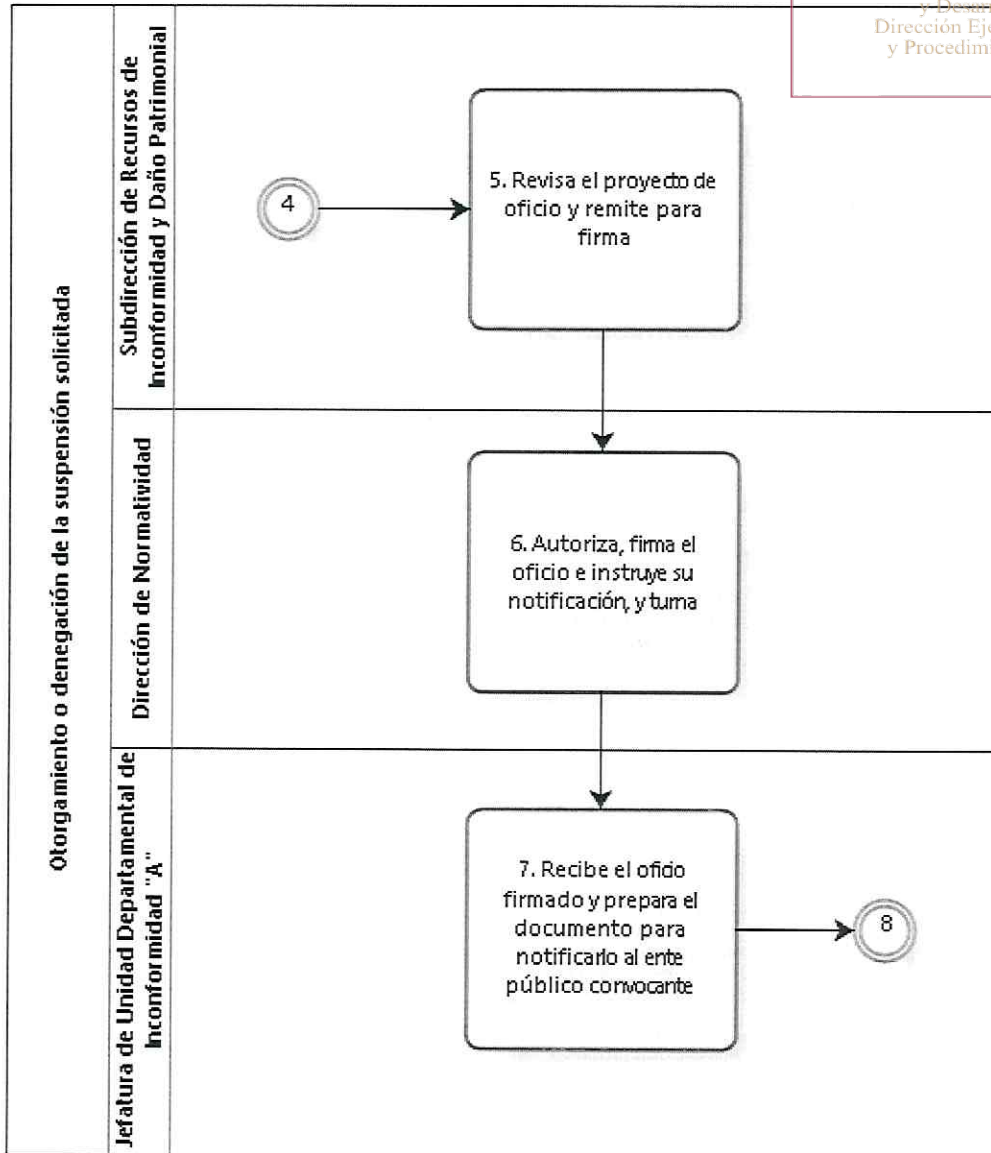 y Desarr
Dirección Eje
y Procedim
Otorgamiento o denegación de la suspensión solicitada
Subdirección de Recursos de
Inconformidad y Daño Patrimonial
4
5. Revisa el proyecto de
oficio y remite para
firma
Dirección de Normatividad
6. Autoriza, firma el
oficio e instruye su
notificación, y turna
Jefatura de Unidad Departamental de
Inconformidad "A"
7. Recibe el oficio
firmado y prepara el
documento para
notificarlo al ente
público convocante
8